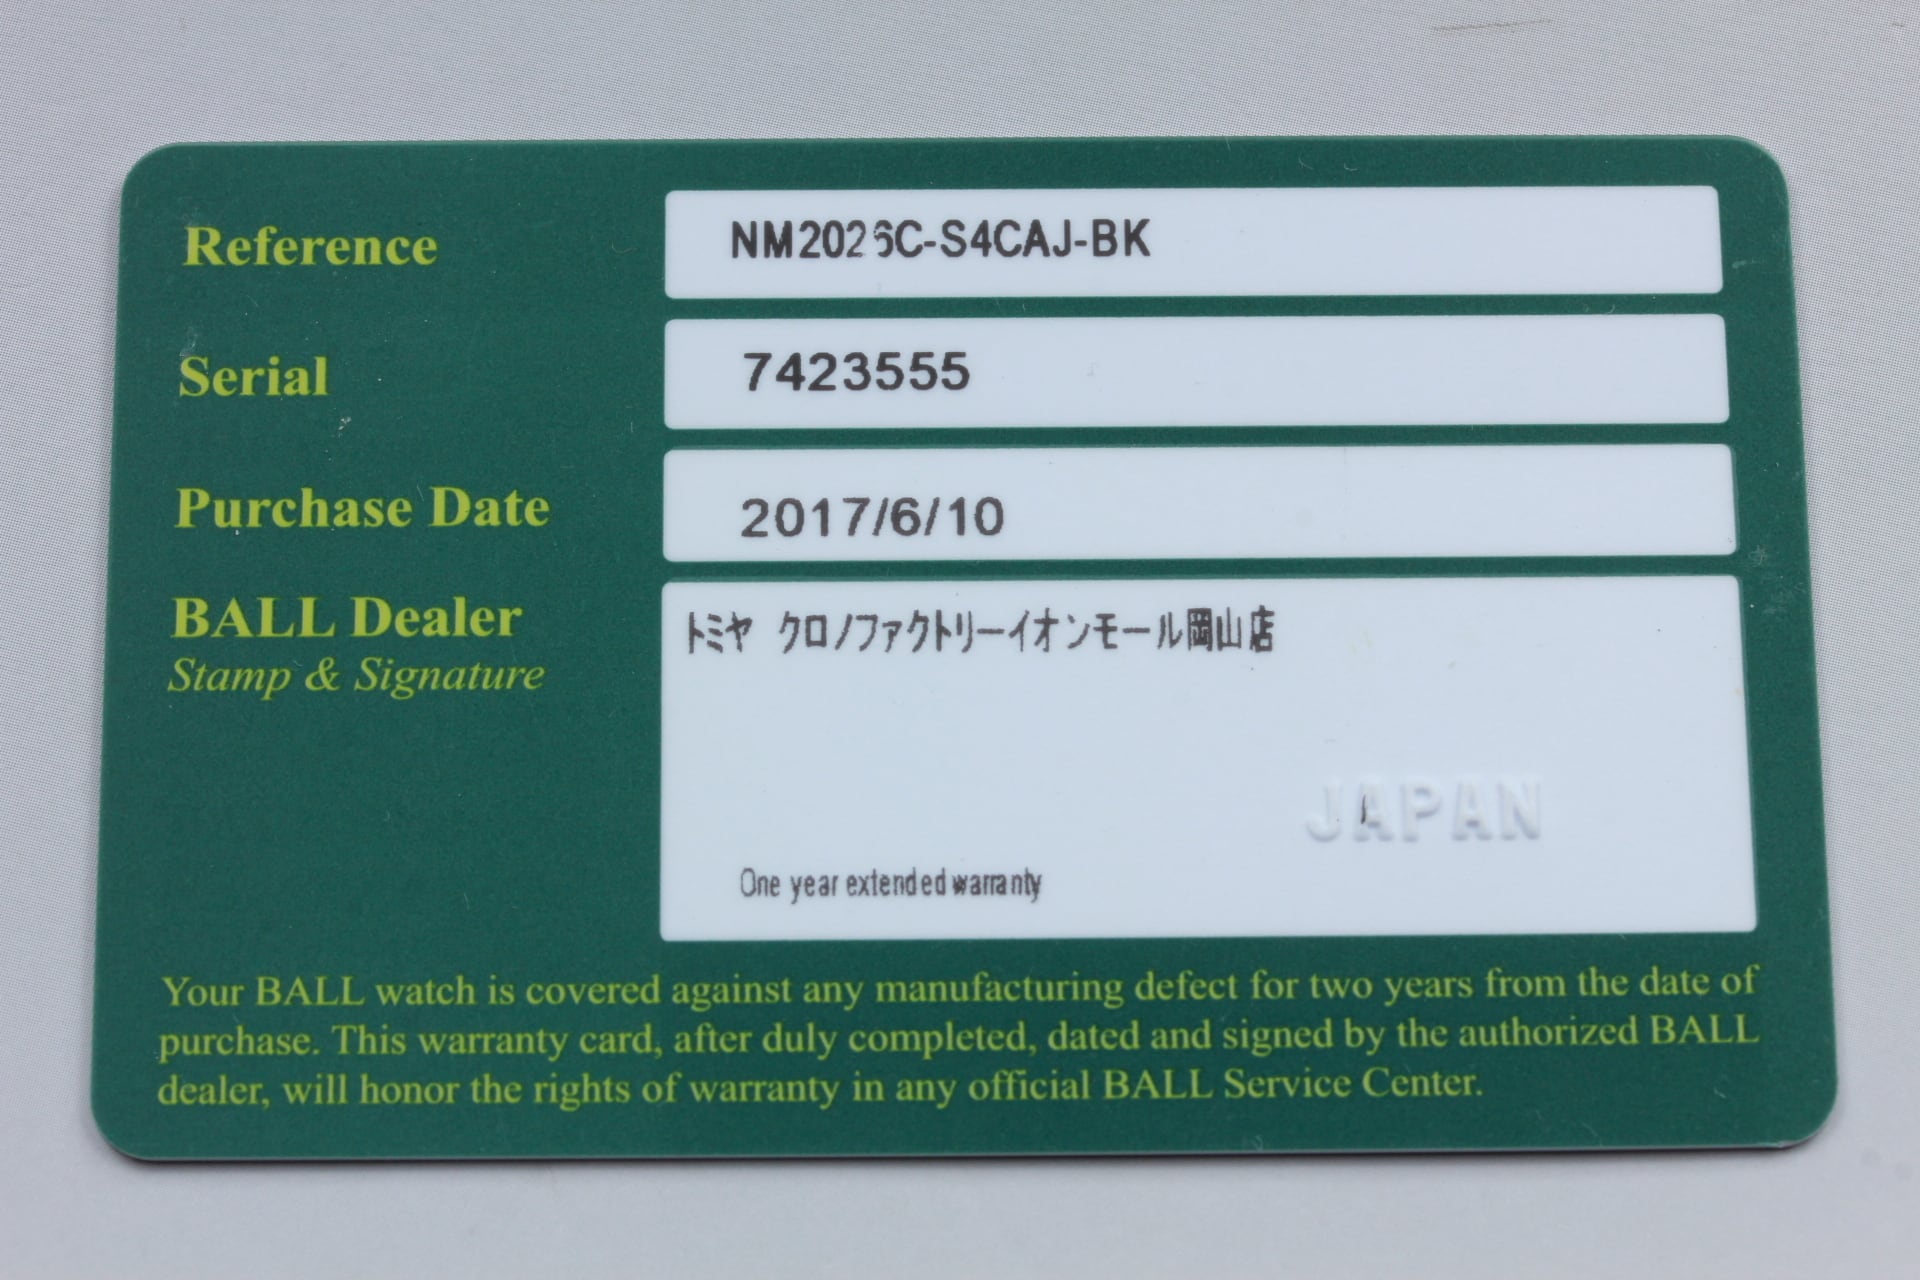 Reference NM2026C-S4CAJ-BK
Serial 7423555
Purchase Date 2017/6/10
BALL Dealer トミヤ クロノファクトリーイオンモール岡山店
Stamp & Signature
JAPAN
One year extended warranty
Your BALL watch is covered against any manufacturing defect for two years from the date of
purchase. This warranty card, after duly completed, dated and signed by the authorized BALL
dealer, will honor the rights of warranty in any official BALL Service Center.